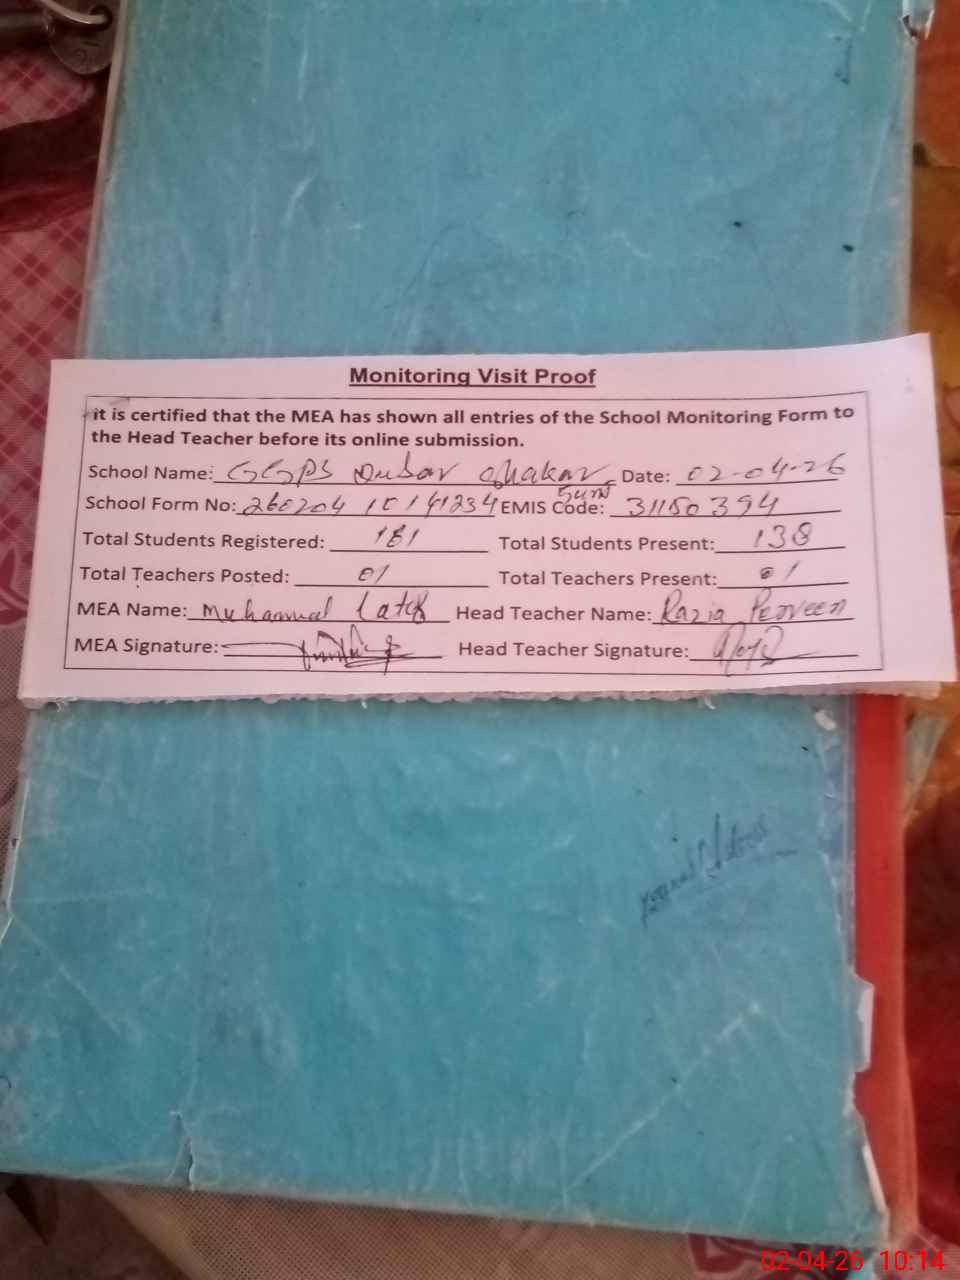 Monitoring Visit Proof
it is certified that the MEA has shown all entries of the School Monitoring Form to
the Head Teacher before its online submission.
School Name: GGPS Date: 02-04-26
School Form No: 260204 10141234 EMIS Code: 31150394
Total Students Registered: 181 Total Students Present: 138
Total Teachers Posted: 01 Total Teachers Present: 01
MEA Name: Muhammad Head Teacher Name: Razia Perveen
MEA Signature: Head Teacher Signature:
02-04-26 10:14